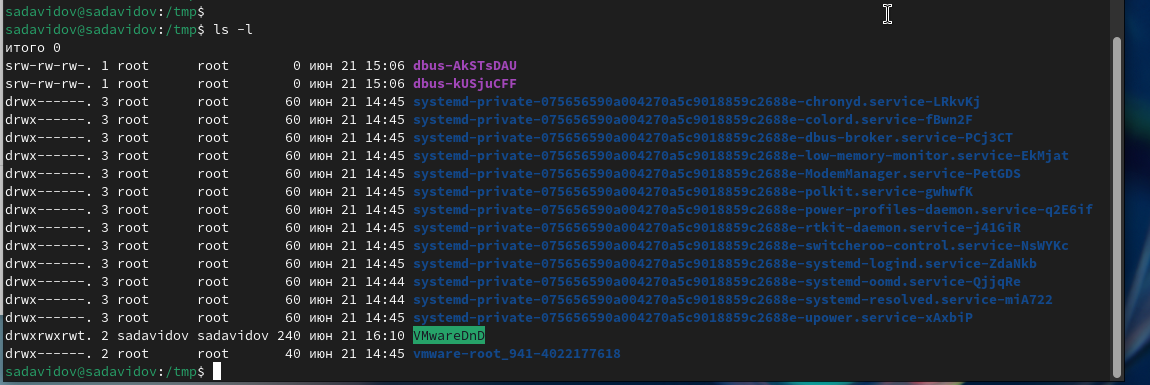 sadavidov@sadavidov:/tmp$
sadavidov@sadavidov:/tmp$ ls -l
итого 0
srw-rw-rw-. 1 root      root        0 июн 21 15:06 dbus-AkSTsDAU
srw-rw-rw-. 1 root      root        0 июн 21 15:06 dbus-kUSjuCFF
drwx------. 3 root      root       60 июн 21 14:45 systemd-private-075656590a004270a5c9018859c2688e-chronyd.service-LRkvKj
drwx------. 3 root      root       60 июн 21 14:45 systemd-private-075656590a004270a5c9018859c2688e-colord.service-fBwn2F
drwx------. 3 root      root       60 июн 21 14:45 systemd-private-075656590a004270a5c9018859c2688e-dbus-broker.service-PCj3CT
drwx------. 3 root      root       60 июн 21 14:45 systemd-private-075656590a004270a5c9018859c2688e-low-memory-monitor.service-EkMjat
drwx------. 3 root      root       60 июн 21 14:45 systemd-private-075656590a004270a5c9018859c2688e-ModemManager.service-PetGDS
drwx------. 3 root      root       60 июн 21 14:45 systemd-private-075656590a004270a5c9018859c2688e-polkit.service-gwhwfK
drwx------. 3 root      root       60 июн 21 14:45 systemd-private-075656590a004270a5c9018859c2688e-power-profiles-daemon.service-q2E6if
drwx------. 3 root      root       60 июн 21 14:45 systemd-private-075656590a004270a5c9018859c2688e-rtkit-daemon.service-j41GiR
drwx------. 3 root      root       60 июн 21 14:45 systemd-private-075656590a004270a5c9018859c2688e-switcheroo-control.service-NsWYKc
drwx------. 3 root      root       60 июн 21 14:45 systemd-private-075656590a004270a5c9018859c2688e-systemd-logind.service-ZdaNkb
drwx------. 3 root      root       60 июн 21 14:44 systemd-private-075656590a004270a5c9018859c2688e-systemd-oomd.service-QjjqRe
drwx------. 3 root      root       60 июн 21 14:44 systemd-private-075656590a004270a5c9018859c2688e-systemd-resolved.service-miA722
drwx------. 3 root      root       60 июн 21 14:45 systemd-private-075656590a004270a5c9018859c2688e-upower.service-xAxbiP
drwxrwxrwt. 2 sadavidov sadavidov 240 июн 21 16:10 VMwareDnD
drwx------. 2 root      root       40 июн 21 14:45 vmware-root_941-4022177618
sadavidov@sadavidov:/tmp$